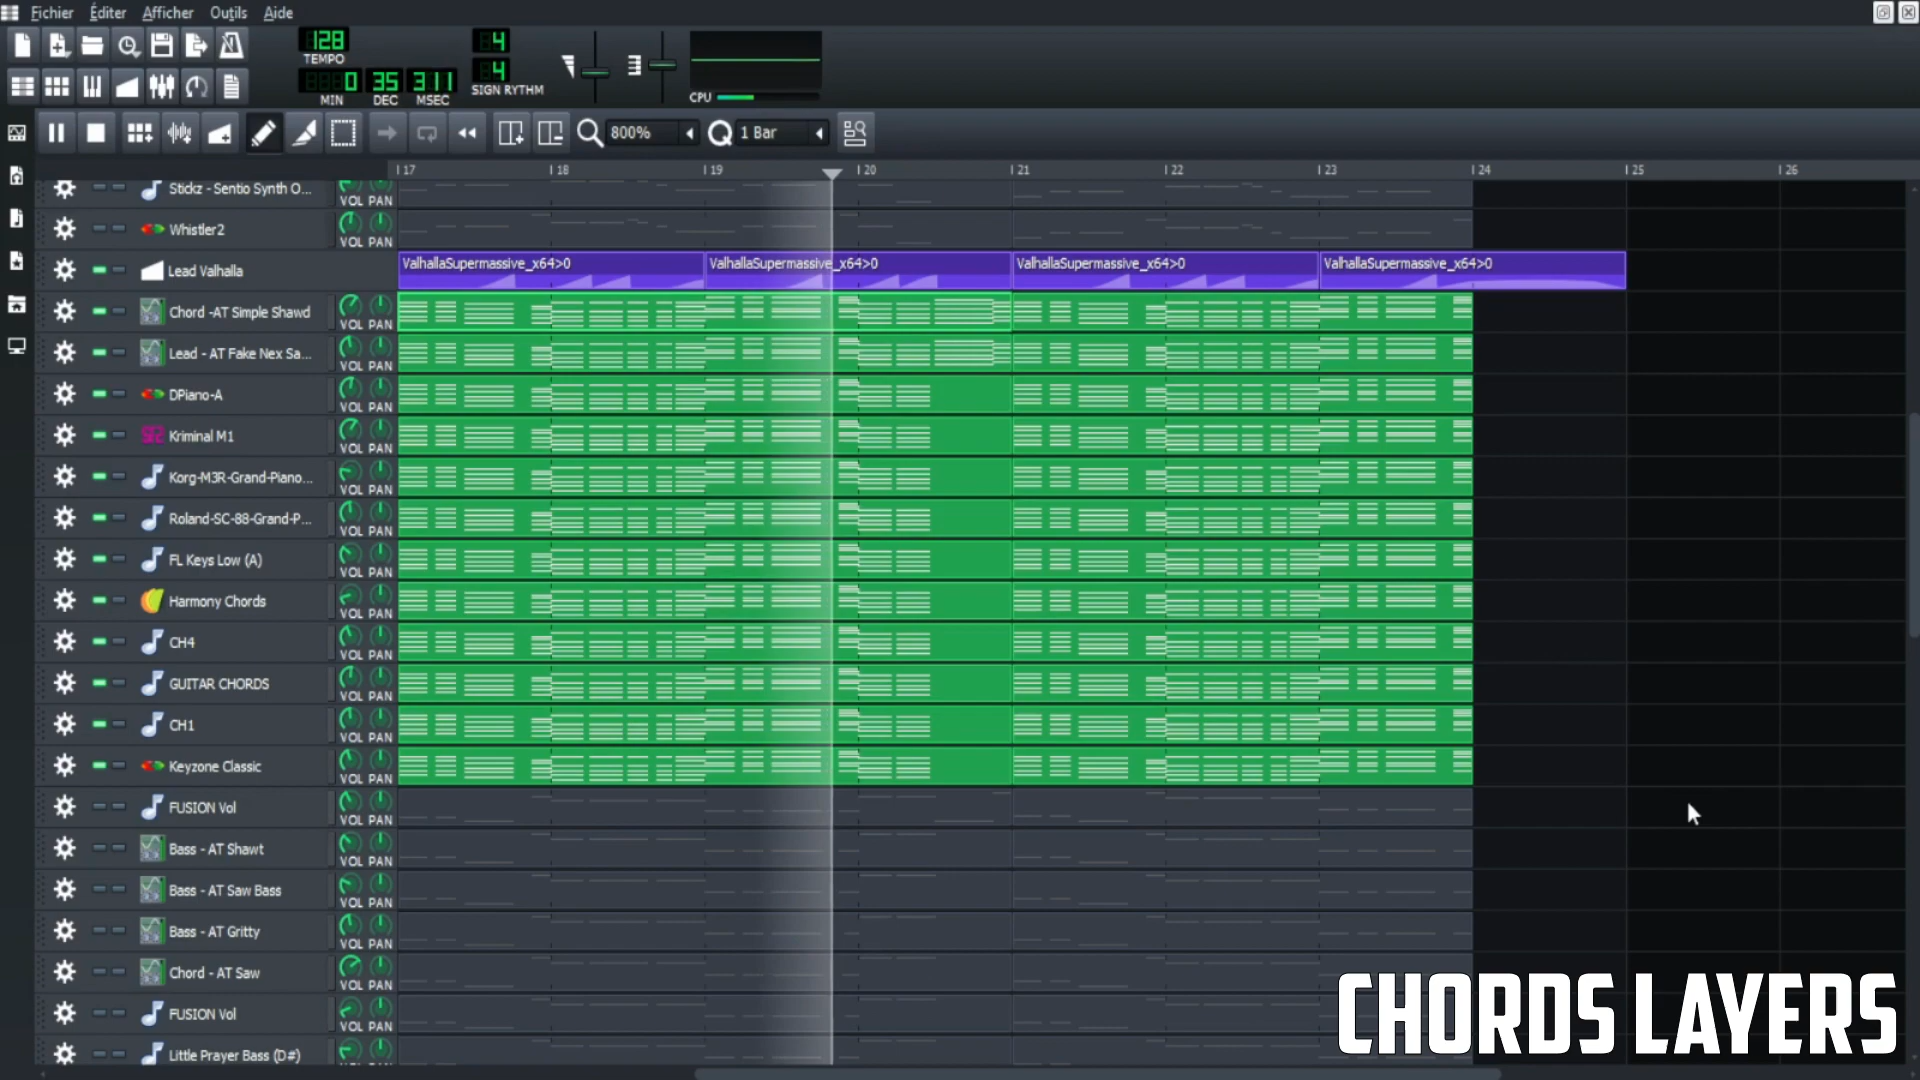 Fichier Éditer Afficher Outils Aide
128
TEMPO
0 35 311
MIN DEC MSEC
4
4
SIGN RYTHM
CPU
800%
1 Bar
17 18 19 20 21 22 23 24 25 26
Stickz - Sentio Synth O...
VOL PAN
Whistler2
VOL PAN
Lead Valhalla
ValhallaSupermassive_x64>0 ValhallaSupermassive_x64>0 ValhallaSupermassive_x64>0 ValhallaSupermassive_x64>0
Chord -AT Simple Shawd
VOL PAN
Lead - AT Fake Nex Sa...
VOL PAN
DPiano-A
VOL PAN
Kriminal M1
VOL PAN
Korg-M3R-Grand-Piano...
VOL PAN
Roland-SC-88-Grand-P...
VOL PAN
FL Keys Low (A)
VOL PAN
Harmony Chords
VOL PAN
CH4
VOL PAN
GUITAR CHORDS
VOL PAN
CH1
VOL PAN
Keyzone Classic
VOL PAN
FUSION Vol
VOL PAN
Bass - AT Shawt
VOL PAN
Bass - AT Saw Bass
VOL PAN
Bass - AT Gritty
VOL PAN
Chord - AT Saw
VOL PAN
FUSION Vol
VOL PAN
Little Prayer Bass (D#)
CHORDS LAYERS